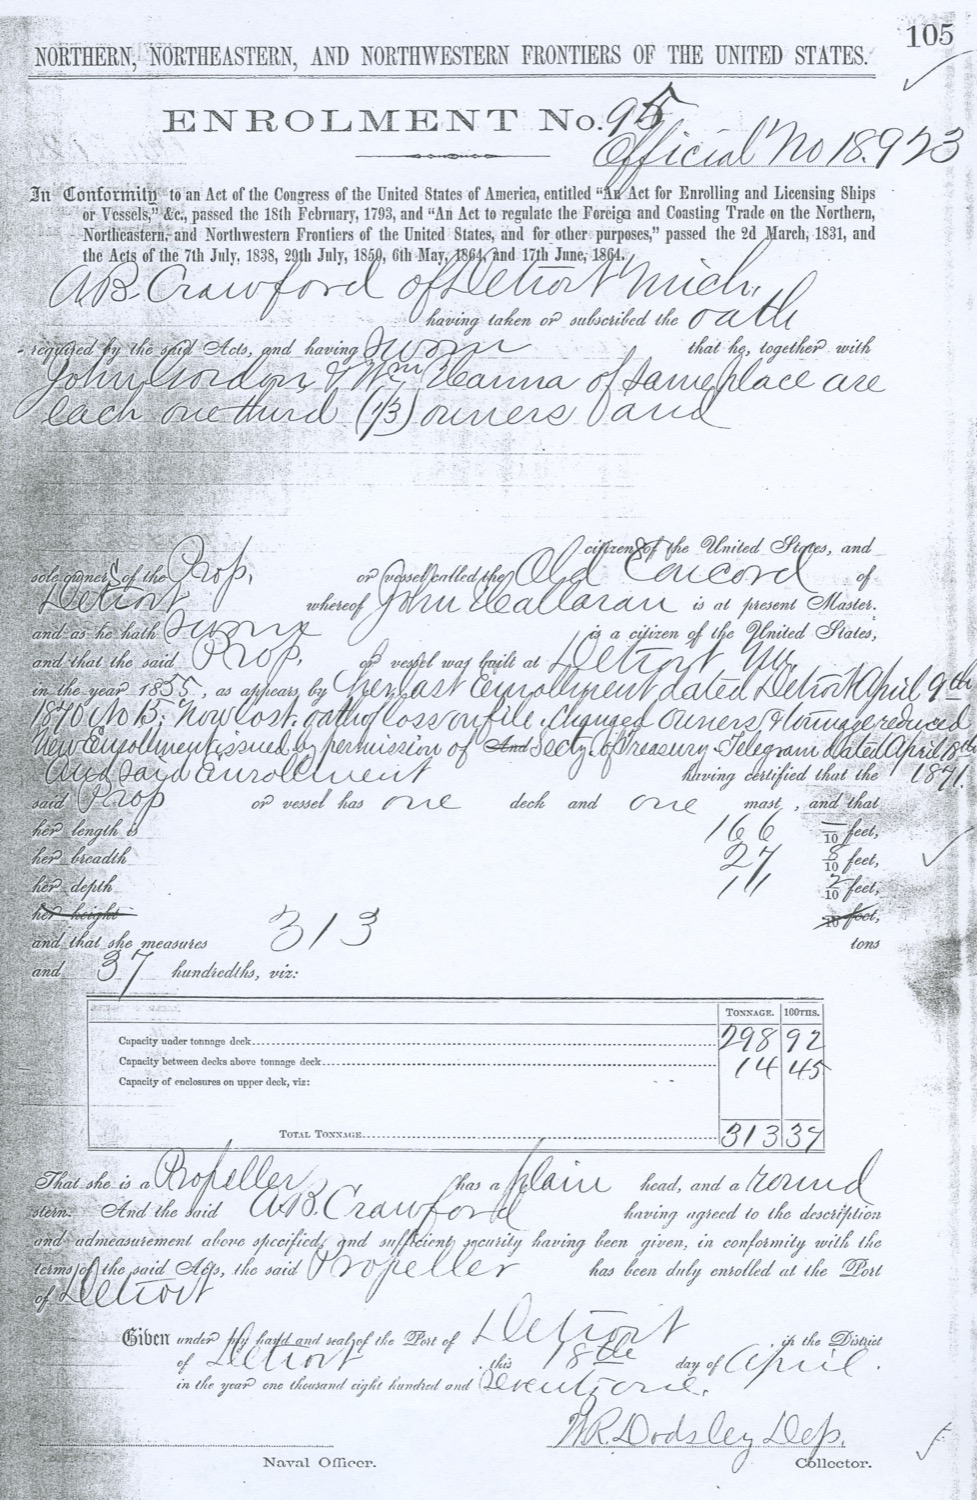 105
NORTHERN, NORTHEASTERN, AND NORTHWESTERN FRONTIERS OF THE UNITED STATES.
ENROLMENT No. 95
Official No 18.923
In Conformity to an Act of the Congress of the United States of America, entitled "An Act for Enrolling and Licensing Ships
or Vessels," &c., passed the 18th February, 1793, and "An Act to regulate the Foreign and Coasting Trade on the Northern,
Northeastern, and Northwestern Frontiers of the United States, and for other purposes," passed the 2d March, 1831, and
the Acts of the 7th July, 1838, 29th July, 1850, 6th May, 1864, and 17th June, 1864.
A.B. Crawford of Detroit Mich,
having taken or subscribed the oath
required by the said Acts, and having Sworn that he, together with
John Gordon & Wm Hanna of same place are
each one third (1/3) owners and
citizens of the United States, and
sole owners of the Prop. or vessel called the Old Concord of
Detroit whereof John is at present Master.
and as he hath Sworn is a citizen of the United States,
and that the said Prop. or vessel was built at Detroit
in the year 1855, as appears by her last Enrollment dated Detroit April 9th
1870 No 13. Now lost. oath of loss on file. Changed owners & tonnage reduced
New Enrollment issued by permission of And Secty. of Treasury Telegram dated April 18th
1871.
And said Enrollment having certified that the
said Prop or vessel has one deck and one mast, and that
her length is 166 –/10 feet,
her breadth 27 8/10 feet,
her depth 11 2/10 feet,
her height /10 feet,
and that she measures 313 tons
and 37 hundredths, viz:
TONNAGE. 100THS.
Capacity under tonnage deck 298 92
Capacity between decks above tonnage deck 14 45
Capacity of enclosures on upper deck, viz:
TOTAL TONNAGE 313 37
That she is a Propeller has a plain head, and a round
stern. And the said A.B. Crawford having agreed to the description
and admeasurement above specified, and sufficient security having been given, in conformity with the
terms of the said Acts, the said Propeller has been duly enrolled at the Port
of Detroit
Given under my hand and seal of the Port of Detroit in the District
of Detroit this 18th day of April.
in the year one thousand eight hundred and Seventy one.
W.R. Dodsley Dep.
Naval Officer. Collector.